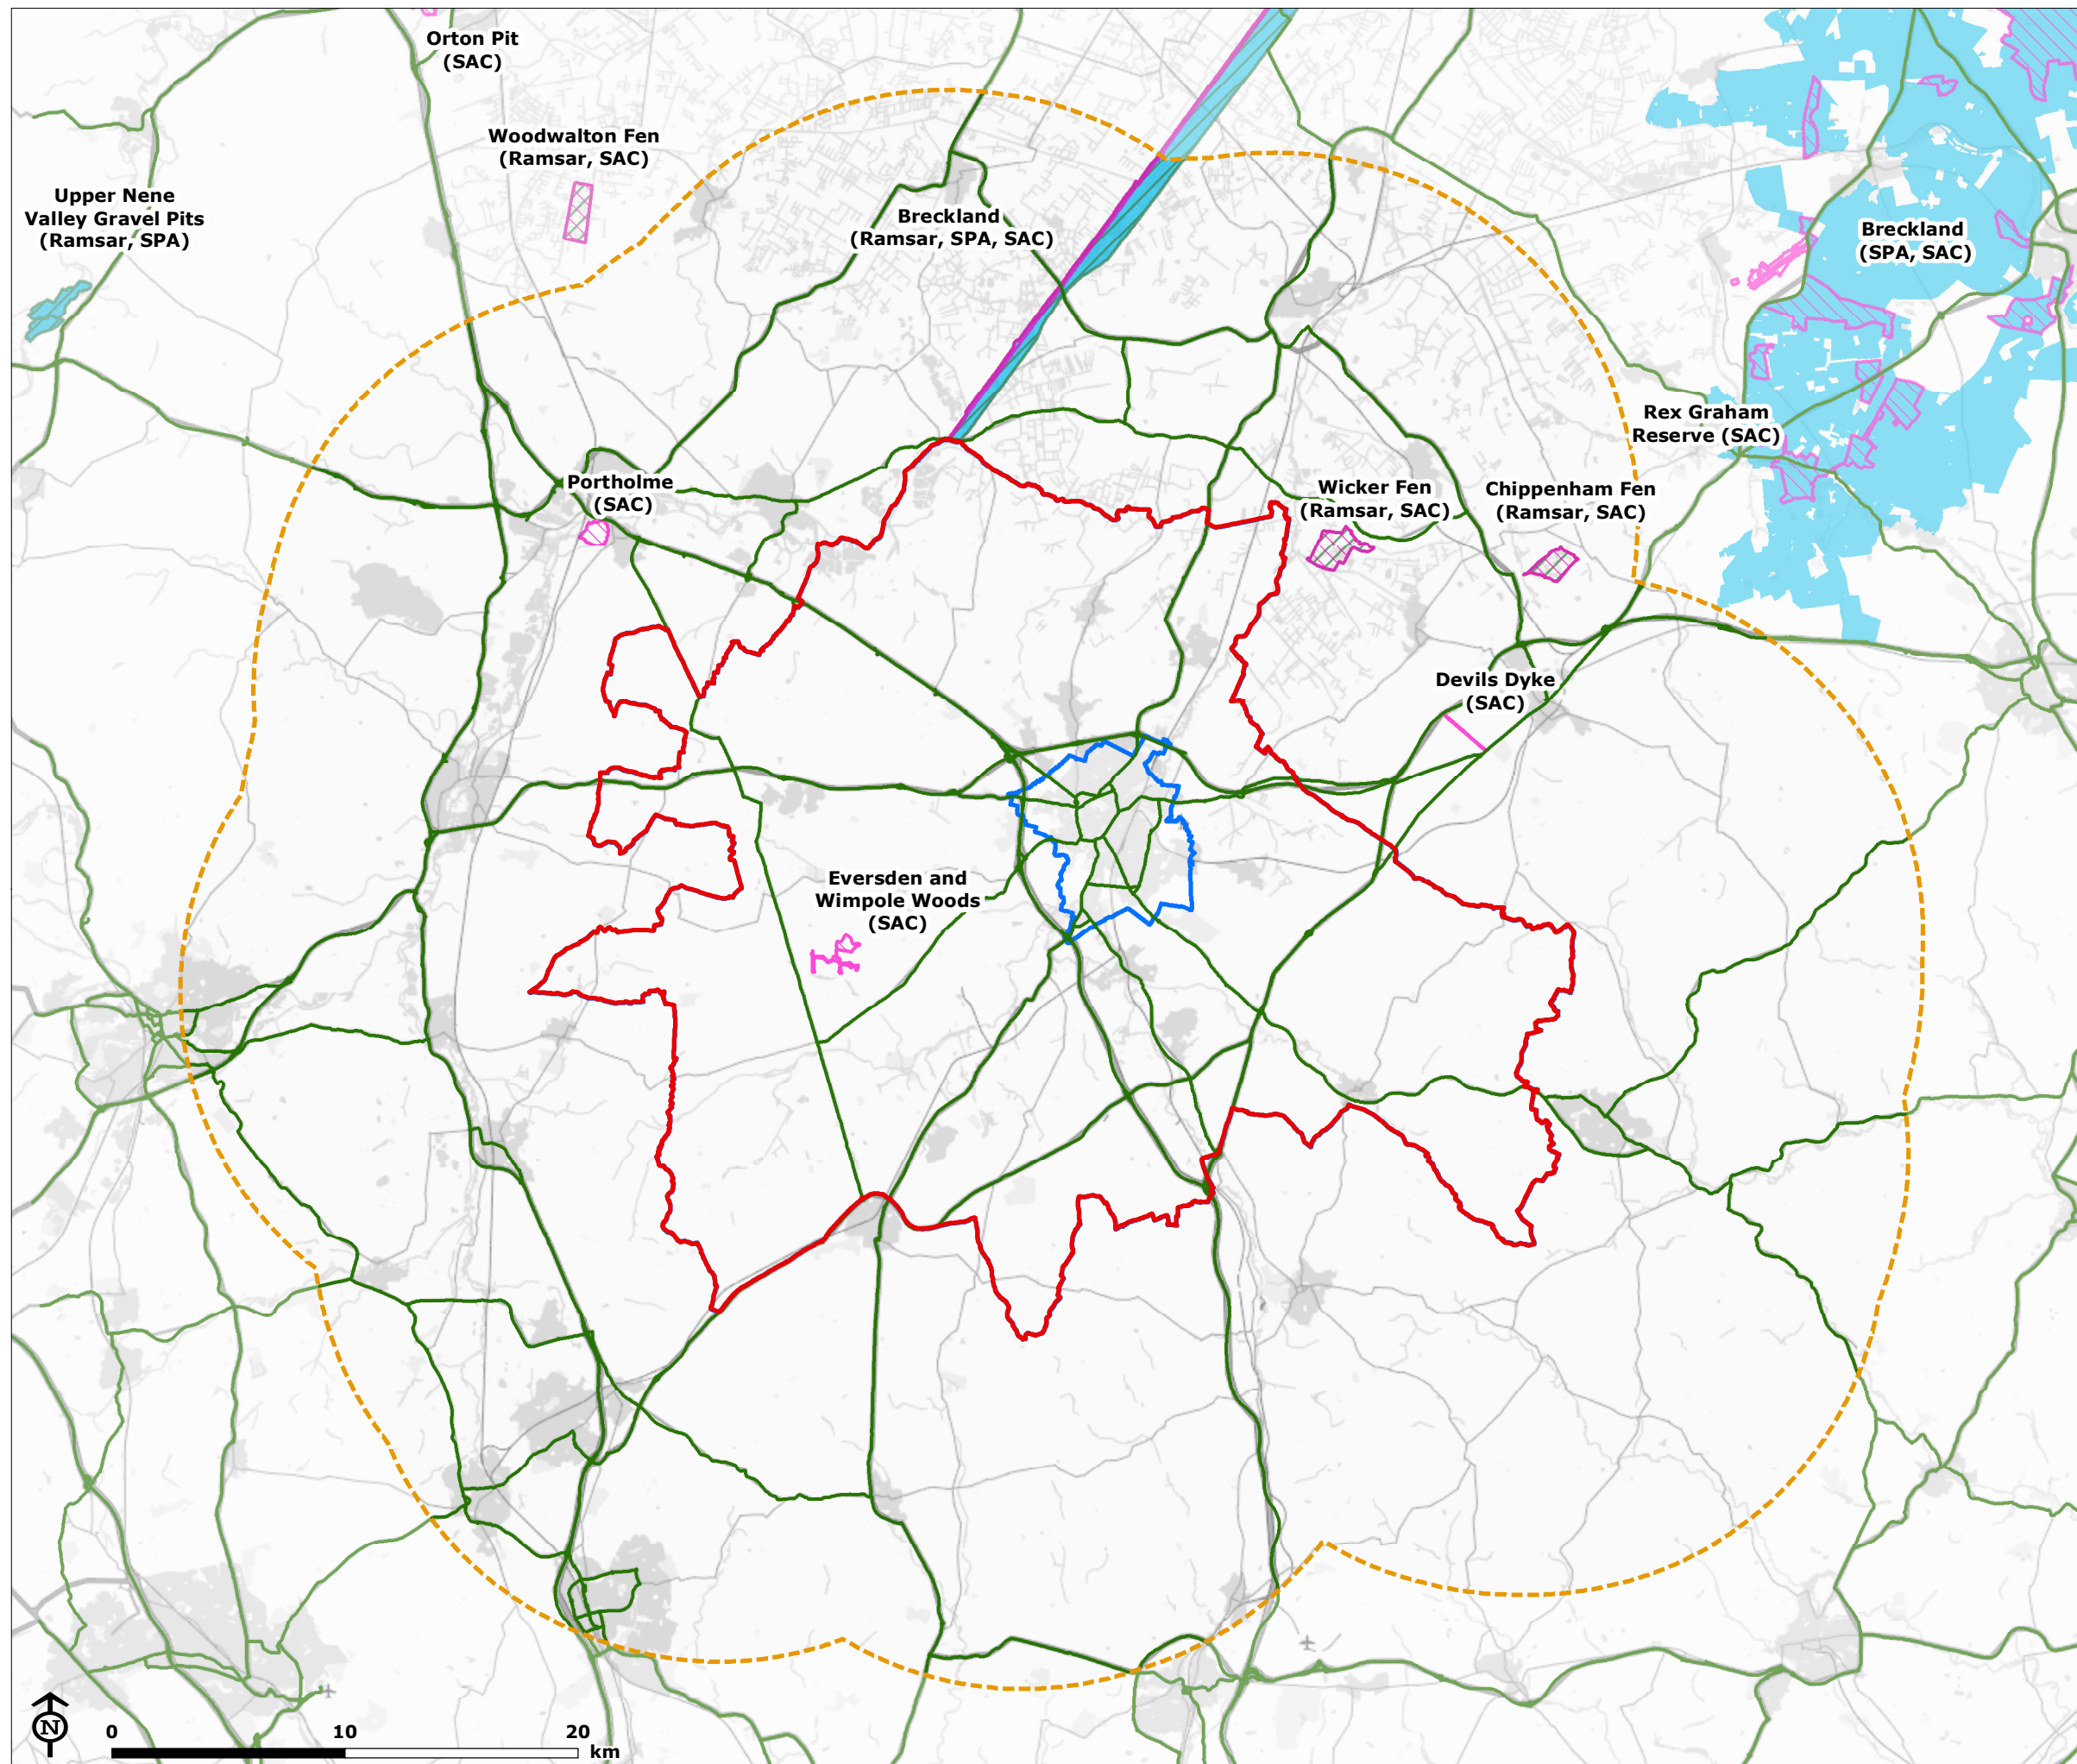 Orton Pit
(SAC)
Woodwalton Fen
(Ramsar, SAC)
Upper Nene
Valley Gravel Pits
(Ramsar, SPA)
Breckland
(Ramsar, SPA, SAC)
Breckland
(SPA, SAC)
Rex Graham
Reserve (SAC)
Portholme
(SAC)
Wicker Fen
(Ramsar, SAC)
Chippenham Fen
(Ramsar, SAC)
Devils Dyke
(SAC)
Eversden and
Wimpole Woods
(SAC)
N
0 10 20
km